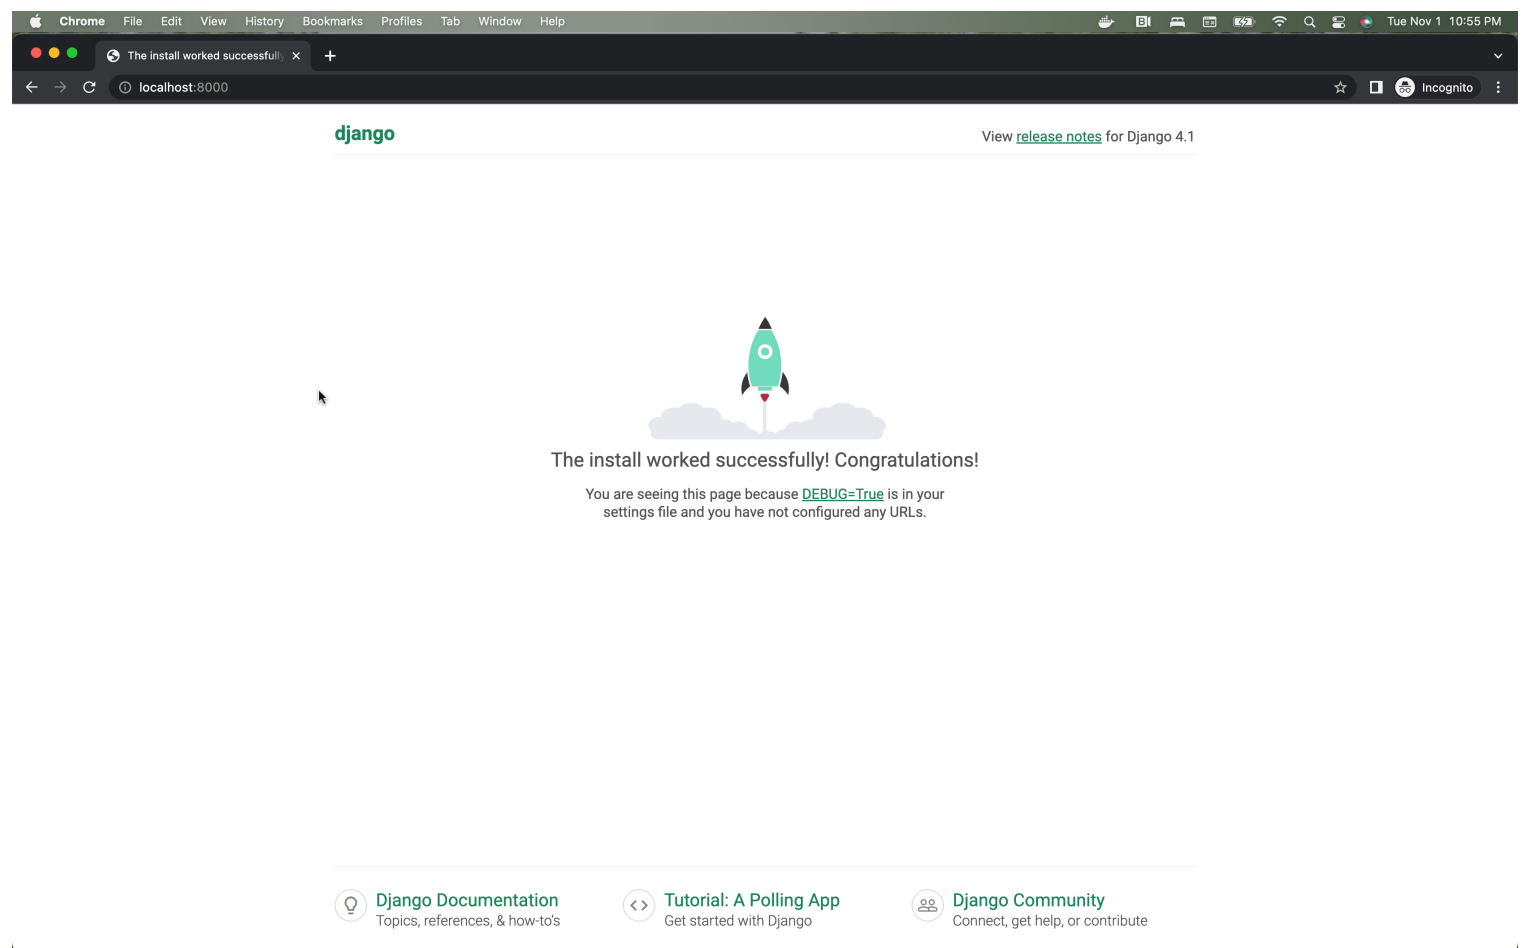 Chrome File Edit View History Bookmarks Profiles Tab Window Help Tue Nov 1 10:55 PM
The install worked successfully
localhost:8000 Incognito
django
View release notes for Django 4.1
The install worked successfully! Congratulations!
You are seeing this page because DEBUG=True is in your
settings file and you have not configured any URLs.
Django Documentation
Topics, references, & how-to's
Tutorial: A Polling App
Get started with Django
Django Community
Connect, get help, or contribute